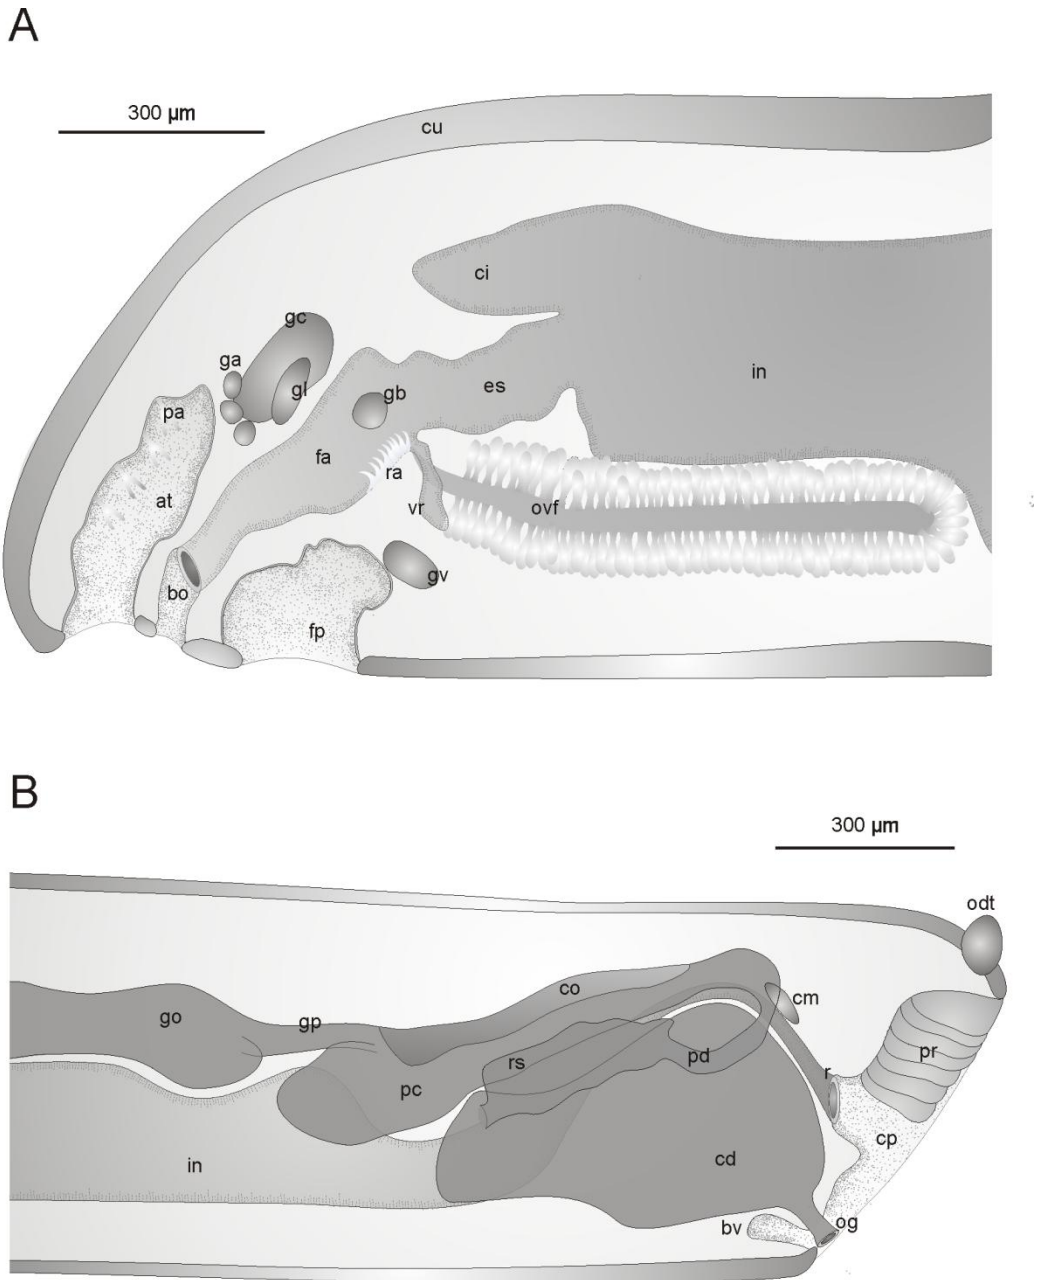 A
300 µm
cu
ci
gc
ga
gl
in
gb
es
pa
fa
ra
at
vr
ovf
gv
bo
fp
B
300 µm
odt
co
cm
go
gp
pr
rs
pd
r
pc
cp
in
cd
bv
og